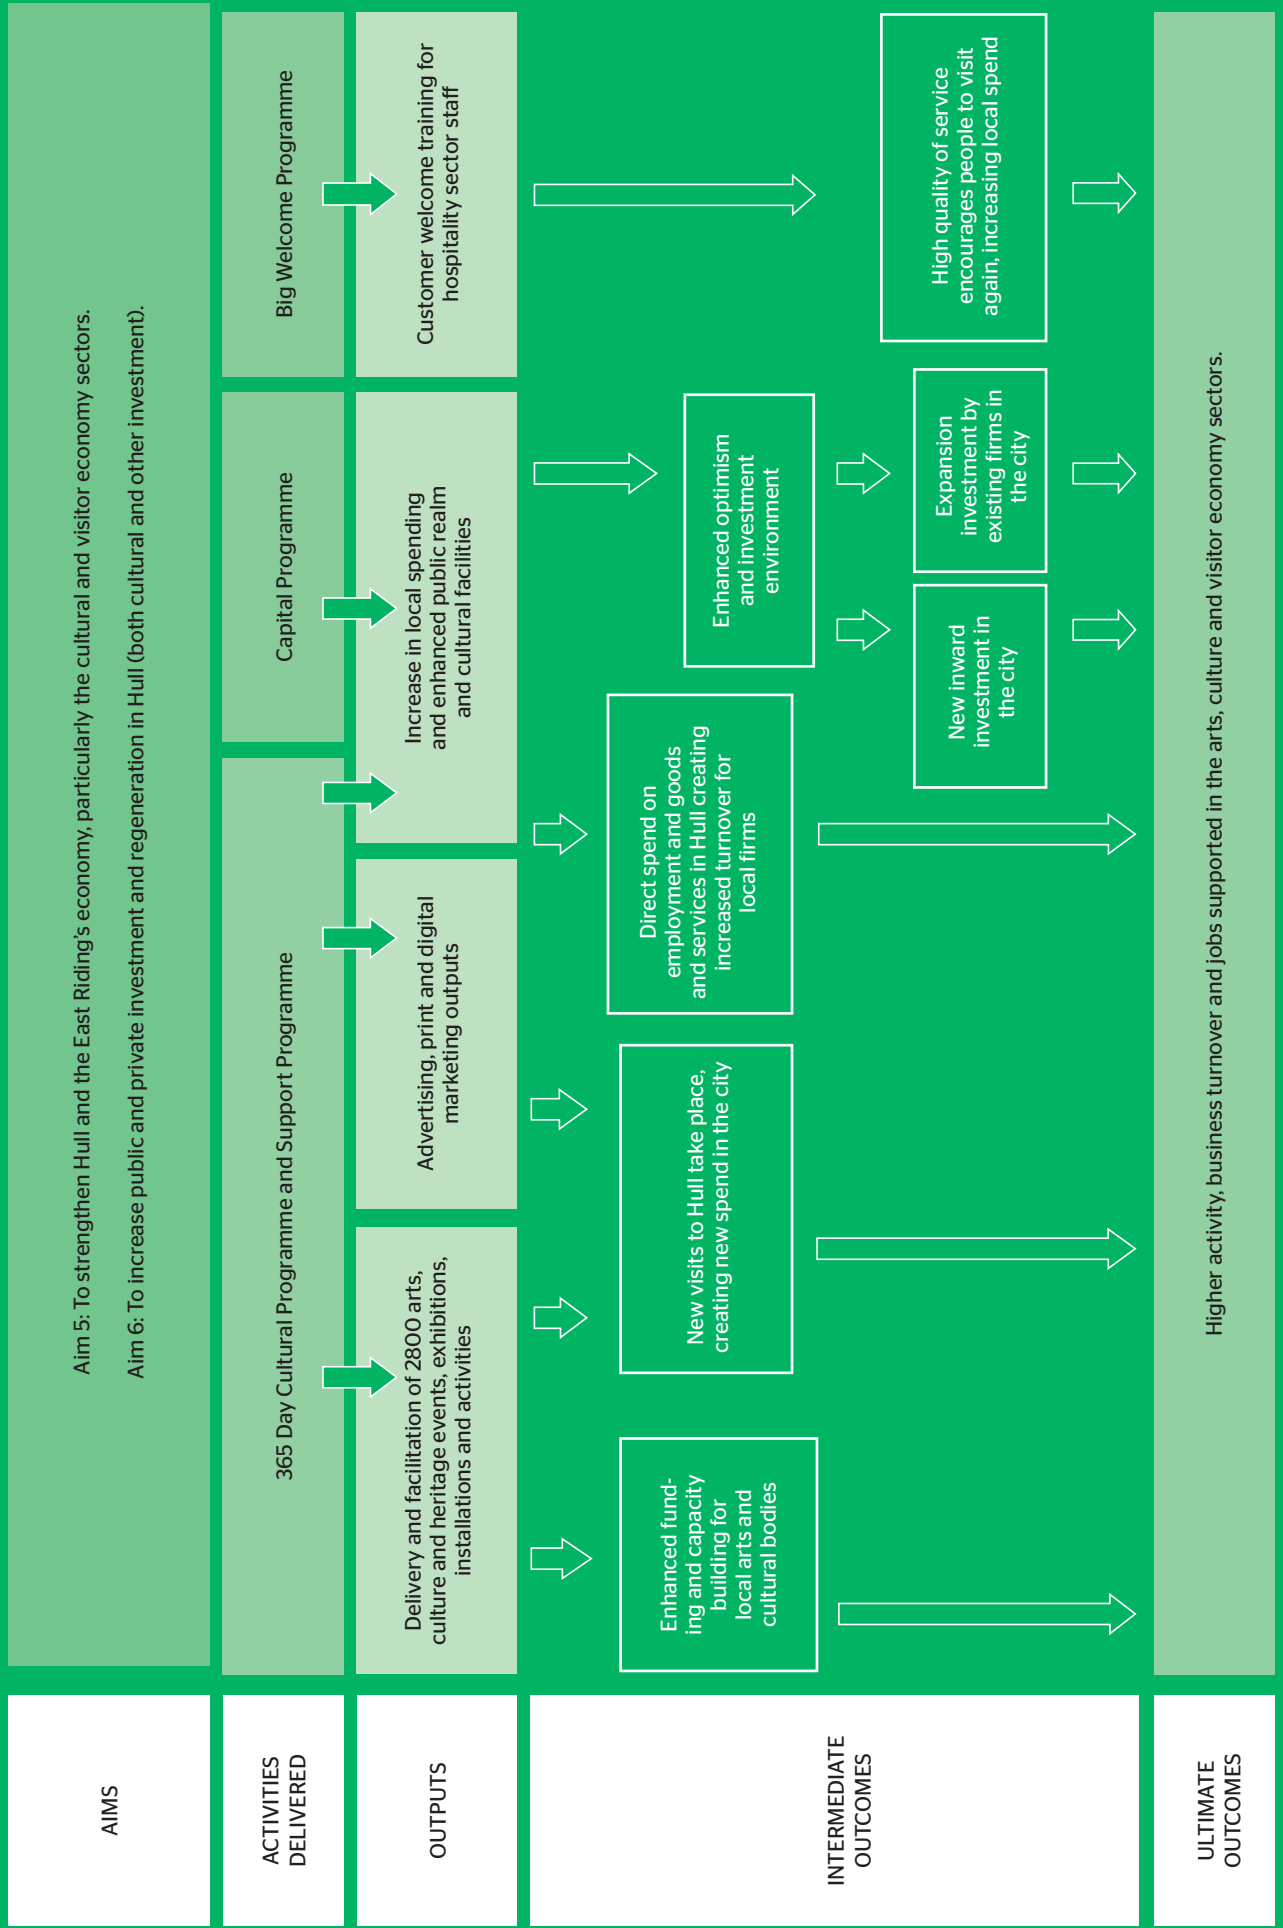 AIMS
Aim 5: To strengthen Hull and the East Riding's economy, particularly the cultural and visitor economy sectors.
Aim 6: To increase public and private investment and regeneration in Hull (both cultural and other investment).
ACTIVITIES
DELIVERED
365 Day Cultural Programme and Support Programme
Capital Programme
Big Welcome Programme
OUTPUTS
Delivery and facilitation of 2800 arts,
culture and heritage events, exhibitions,
installations and activities
Advertising, print and digital
marketing outputs
Increase in local spending
and enhanced public realm
and cultural facilities
Customer welcome training for
hospitality sector staff
INTERMEDIATE
OUTCOMES
Enhanced fund-
ing and capacity
building for
local arts and
cultural bodies
New visits to Hull take place,
creating new spend in the city
Direct spend on
employment and goods
and services in Hull creating
increased turnover for
local firms
Enhanced optimism
and investment
environment
New inward
investment in
the city
Expansion
investment by
existing firms in
the city
High quality of service
encourages people to visit
again, increasing local spend
ULTIMATE
OUTCOMES
Higher activity, business turnover and jobs supported in the arts, culture and visitor economy sectors.